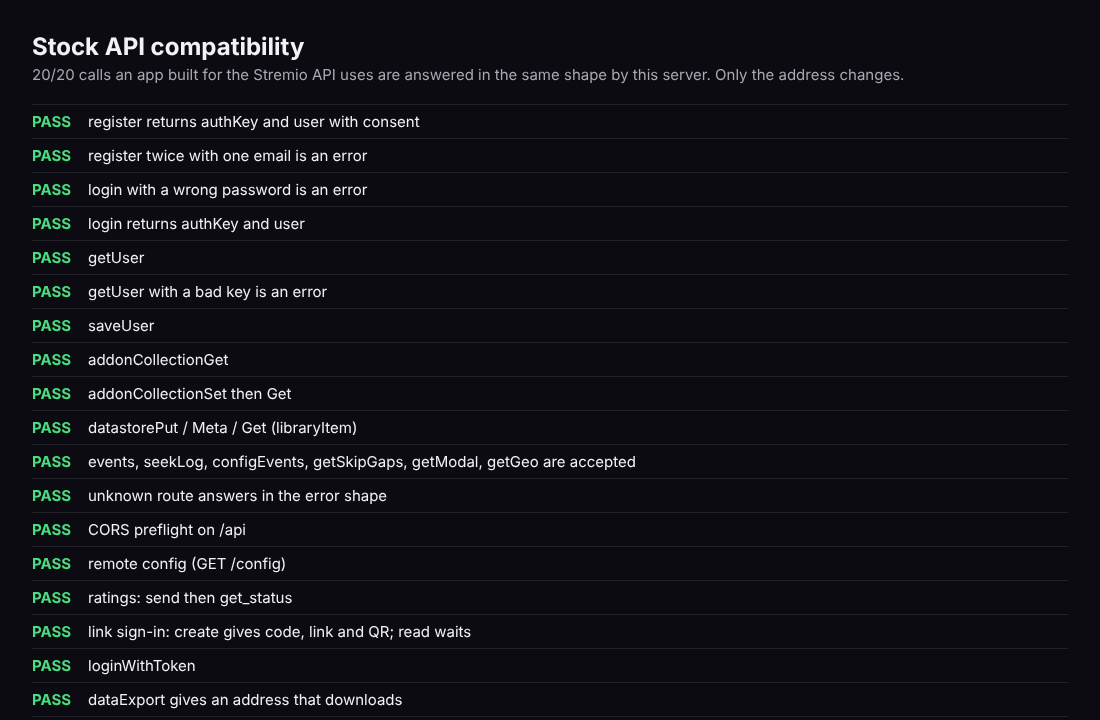 Stock API compatibility
20/20 calls an app built for the Stremio API uses are answered in the same shape by this server. Only the address changes.
PASS register returns authKey and user with consent
PASS register twice with one email is an error
PASS login with a wrong password is an error
PASS login returns authKey and user
PASS getUser
PASS getUser with a bad key is an error
PASS saveUser
PASS addonCollectionGet
PASS addonCollectionSet then Get
PASS datastorePut / Meta / Get (libraryItem)
PASS events, seekLog, configEvents, getSkipGaps, getModal, getGeo are accepted
PASS unknown route answers in the error shape
PASS CORS preflight on /api
PASS remote config (GET /config)
PASS ratings: send then get_status
PASS link sign-in: create gives code, link and QR; read waits
PASS loginWithToken
PASS dataExport gives an address that downloads